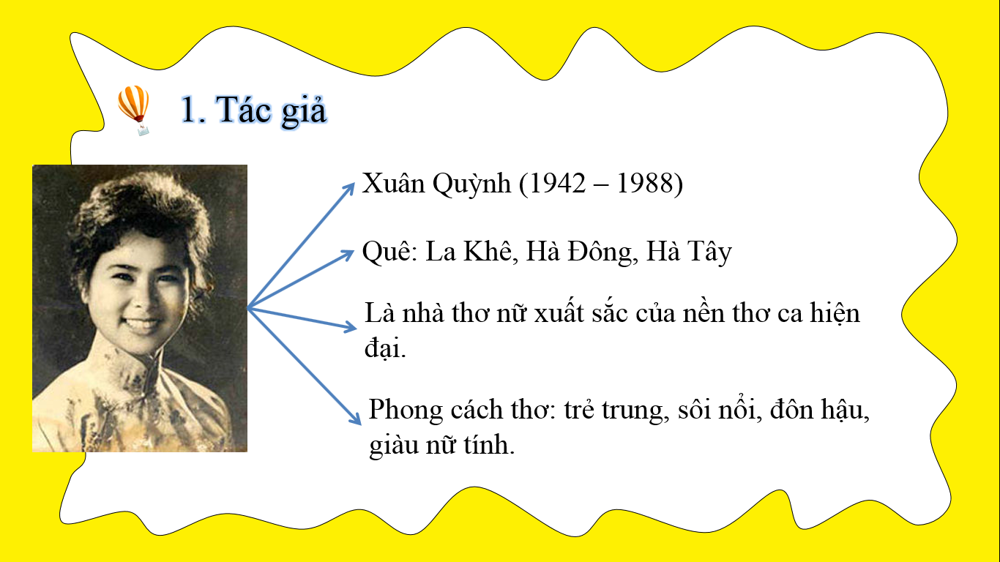 1. Tác giả
Xuân Quỳnh (1942 – 1988)
Quê: La Khê, Hà Đông, Hà Tây
Là nhà thơ nữ xuất sắc của nền thơ ca hiện
đại.
Phong cách thơ: trẻ trung, sôi nổi, đôn hậu,
giàu nữ tính.